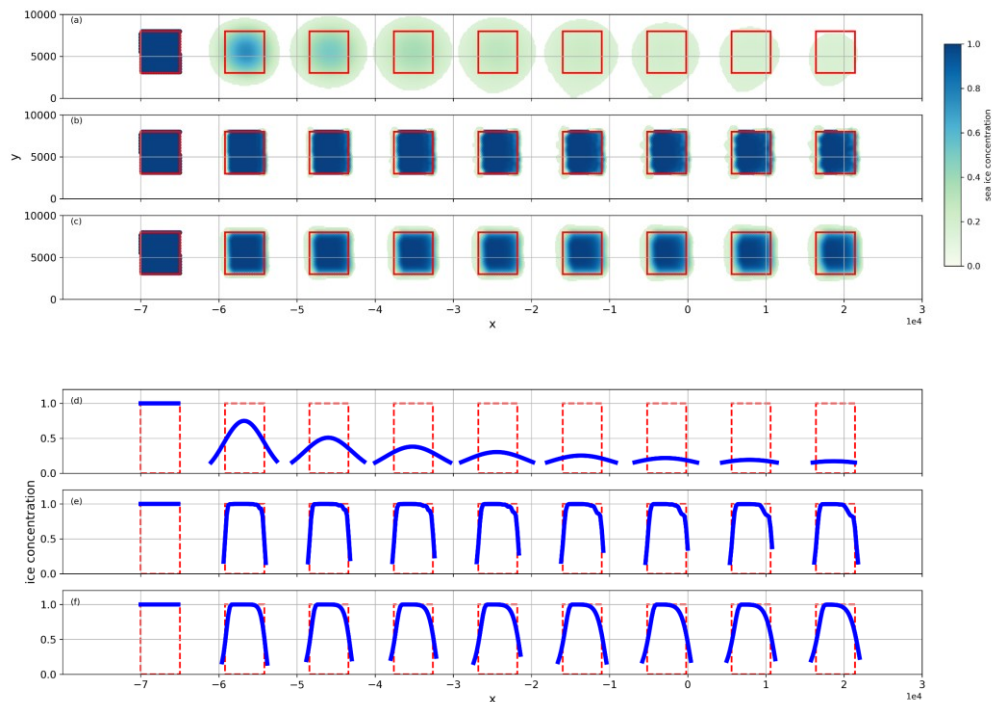 (a)
10000
5000
0
(b)
10000
5000
0
y
(c)
10000
5000
0
−7 −6 −5 −4 −3 −2 −1 0 1 2 3
x
1e4
1.0
0.8
0.6
0.4
0.2
0.0
sea ice concentration
(d)
1.0
0.5
0.0
(e)
1.0
0.5
0.0
ice concentration
(f)
1.0
0.5
0.0
−7 −6 −5 −4 −3 −2 −1 0 1 2 3
x
1e4